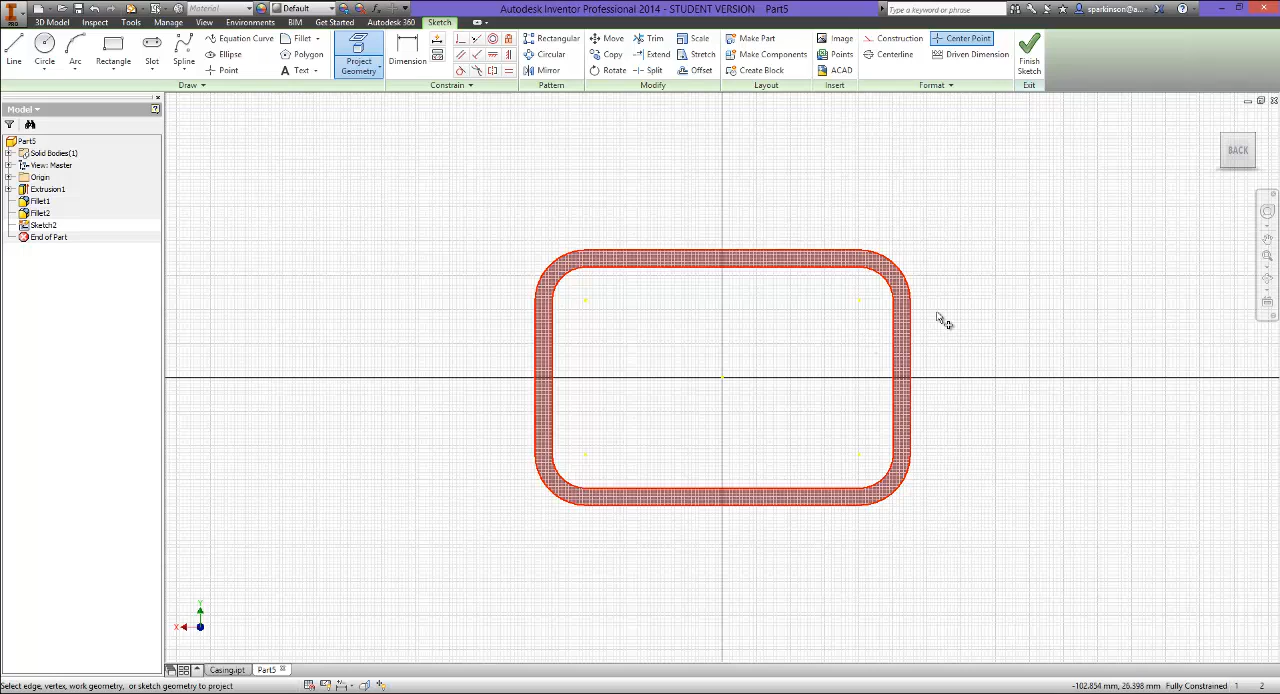 Material
Default
Autodesk Inventor Professional 2014 - STUDENT VERSION Part5
Type a keyword or phrase
sparkinson@a...
PRO
3D Model Inspect Tools Manage View Environments BIM Get Started Autodesk 360 Sketch
Line
Circle
Arc
Rectangle
Slot
Spline
Equation Curve
Ellipse
Point
Fillet
Polygon
Text
Project
Geometry
Dimension
Rectangular
Circular
Mirror
Move
Copy
Rotate
Trim
Extend
Split
Scale
Stretch
Offset
Make Part
Make Components
Create Block
Image
Points
ACAD
Construction
Centerline
Center Point
Driven Dimension
Finish
Sketch
Draw
Constrain
Pattern
Modify
Layout
Insert
Format
Exit
Model
Part5
Solid Bodies(1)
View: Master
Origin
Extrusion1
Fillet1
Fillet2
Sketch2
End of Part
BACK
Y
X
Casing.ipt
Part5
Select edge, vertex, work geometry, or sketch geometry to project
-102.854 mm, 26.398 mm Fully Constrained 1 2